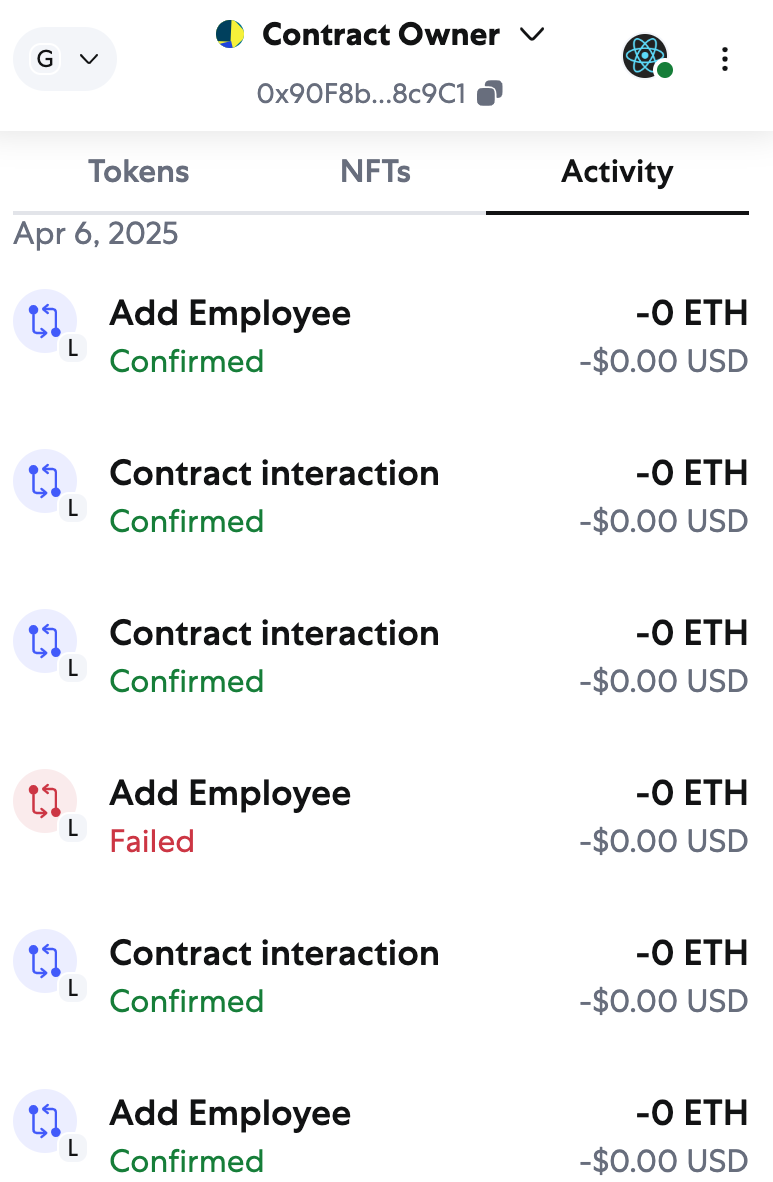 G
Contract Owner
0x90F8b...8c9C1
Tokens
NFTs
Activity
Apr 6, 2025
Add Employee
-0 ETH
L
Confirmed
-$0.00 USD
Contract interaction
-0 ETH
L
Confirmed
-$0.00 USD
Contract interaction
-0 ETH
L
Confirmed
-$0.00 USD
Add Employee
-0 ETH
L
Failed
-$0.00 USD
Contract interaction
-0 ETH
L
Confirmed
-$0.00 USD
Add Employee
-0 ETH
L
Confirmed
-$0.00 USD